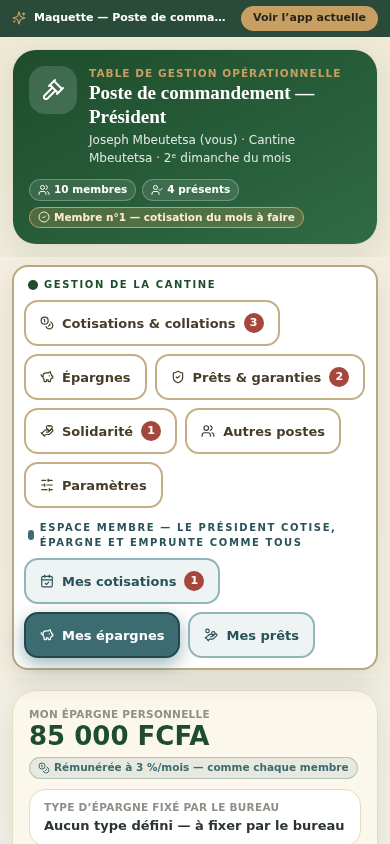 Maquette — Poste de comma...
Voir l'app actuelle
TABLE DE GESTION OPÉRATIONNELLE
Poste de commandement —
Président
Joseph Mbeutetsa (vous) · Cantine
Mbeutetsa · 2ᵉ dimanche du mois
10 membres
4 présents
Membre n°1 — cotisation du mois à faire
GESTION DE LA CANTINE
Cotisations & collations 3
Épargnes
Prêts & garanties 2
Solidarité 1
Autres postes
Paramètres
ESPACE MEMBRE — LE PRÉSIDENT COTISE,
ÉPARGNE ET EMPRUNTE COMME TOUS
Mes cotisations 1
Mes épargnes
Mes prêts
MON ÉPARGNE PERSONNELLE
85 000 FCFA
Rémunérée à 3 %/mois — comme chaque membre
TYPE D'ÉPARGNE FIXÉ PAR LE BUREAU
Aucun type défini — à fixer par le bureau